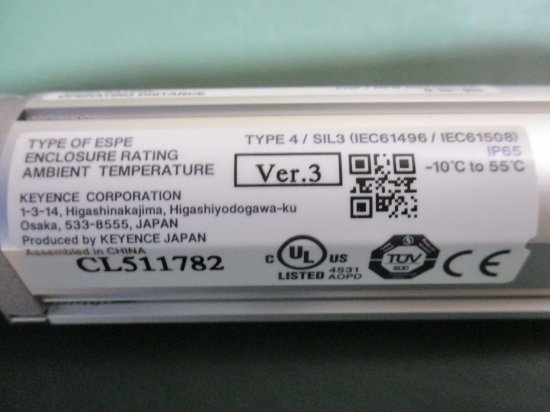 OPERATING DISTANCE
TYPE OF ESPE TYPE 4 / SIL3 (IEC61496 / IEC61508)
ENCLOSURE RATING IP65
AMBIENT TEMPERATURE -10°C to 55°C
Ver.3
KEYENCE CORPORATION
1-3-14, Higashinakajima, Higashiyodogawa-ku
Osaka, 533-8555, JAPAN
Produced by KEYENCE JAPAN
Assembled in CHINA
CL511782
C UL US
LISTED 4S31
AOPD
TÜV
SÜD
CE